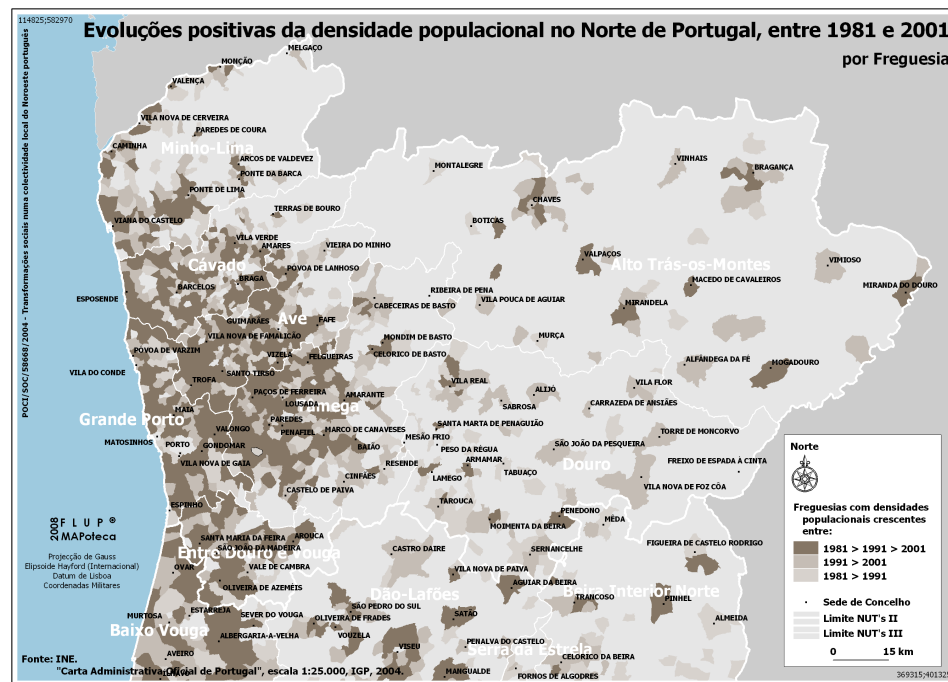 114825;582970
Evoluções positivas da densidade populacional no Norte de Portugal, entre 1981 e 2001
por Freguesia
POCI/SOC/58668/2004 - Transformações sociais numa colectividade local do Noroeste português
MELGAÇO
MONÇÃO
VALENÇA
VILA NOVA DE CERVEIRA
PAREDES DE COURA
CAMINHA
Minho-Lima
ARCOS DE VALDEVEZ
PONTE DA BARCA
PONTE DE LIMA
VIANA DO CASTELO
TERRAS DE BOURO
MONTALEGRE
VINHAIS
BRAGANÇA
CHAVES
BOTICAS
VILA VERDE
AMARES
VIEIRA DO MINHO
Cávado
PÓVOA DE LANHOSO
BRAGA
BARCELOS
ESPOSENDE
VALPAÇOS
Alto Trás-os-Montes
VIMIOSO
MACEDO DE CAVALEIROS
MIRANDA DO DOURO
RIBEIRA DE PENA
CABECEIRAS DE BASTO
VILA POUCA DE AGUIAR
MIRANDELA
GUIMARÃES
Ave
FAFE
VILA NOVA DE FAMALICÃO
MONDIM DE BASTO
MURÇA
PÓVOA DE VARZIM
VIZELA
FELGUEIRAS
CELORICO DE BASTO
ALFÂNDEGA DA FÉ
MOGADOURO
VILA DO CONDE
SANTO TIRSO
TROFA
VILA REAL
ALIJÓ
VILA FLOR
PAÇOS DE FERREIRA
AMARANTE
LOUSADA
Tâmega
SABROSA
CARRAZEDA DE ANSIÃES
MAIA
Grande Porto
PAREDES
SANTA MARTA DE PENAGUIÃO
VALONGO
PENAFIEL
MARCO DE CANAVESES
MESÃO FRIO
TORRE DE MONCORVO
MATOSINHOS
PORTO
GONDOMAR
BAIÃO
PESO DA RÉGUA
SÃO JOÃO DA PESQUEIRA
VILA NOVA DE GAIA
RESENDE
ARMAMAR
Douro
FREIXO DE ESPADA À CINTA
CINFÃES
LAMEGO
TABUAÇO
VILA NOVA DE FOZ CÔA
CASTELO DE PAIVA
TAROUCA
ESPINHO
PENEDONO
MÊDA
MOIMENTA DA BEIRA
SANTA MARIA DA FEIRA
AROUCA
SÃO JOÃO DA MADEIRA
Entre Douro e Vouga
CASTRO DAIRE
SERNANCELHE
FIGUEIRA DE CASTELO RODRIGO
OVAR
VALE DE CAMBRA
VILA NOVA DE PAIVA
AGUIAR DA BEIRA
OLIVEIRA DE AZEMÉIS
Dão-Lafões
Beira Interior Norte
TRANCOSO
PINHEL
MURTOSA
ESTARREJA
SEVER DO VOUGA
SÃO PEDRO DO SUL
OLIVEIRA DE FRADES
SATÃO
ALMEIDA
Baixo Vouga
ALBERGARIA-A-VELHA
VOUZELA
VISEU
PENALVA DO CASTELO
Serra da Estrela
AVEIRO
CELORICO DA BEIRA
MANGUALDE
FORNOS DE ALGODRES
ÍLHAVO
2008
FLUP ®
MAPoteca
Projecção de Gauss
Elipsoide Hayford (Internacional)
Datum de Lisboa
Coordenadas Militares
Fonte: INE.
"Carta Administrativa Oficial de Portugal", escala 1:25.000, IGP, 2004.
Norte
Freguesias com densidades
populacionais crescentes
entre:
1981 > 1991 > 2001
1991 > 2001
1981 > 1991
Sede de Concelho
Limite NUT's II
Limite NUT's III
0 15 km